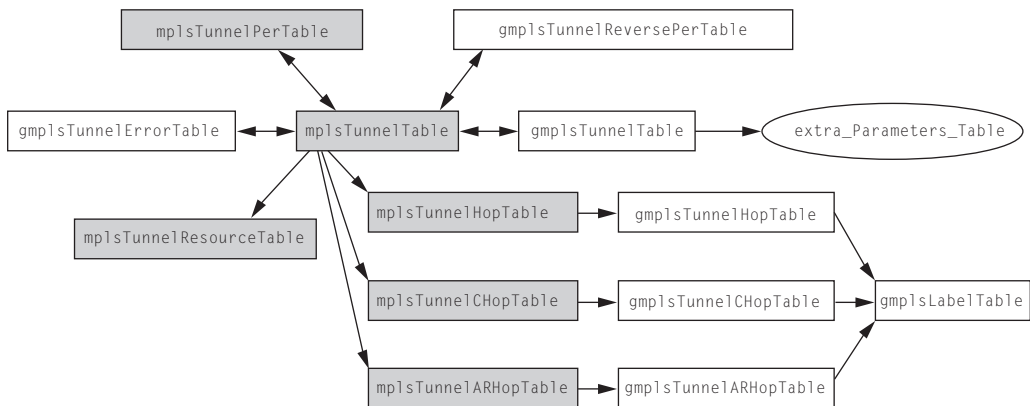 mplsTunnelPerTable
gmplsTunnelReversePerTable
gmplsTunnelErrorTable
mplsTunnelTable
gmplsTunnelTable
extra_Parameters_Table
mplsTunnelHopTable
gmplsTunnelHopTable
mplsTunnelResourceTable
mplsTunnelCHopTable
gmplsTunnelCHopTable
gmplsLabelTable
mplsTunnelARHopTable
gmplsTunnelARHopTable